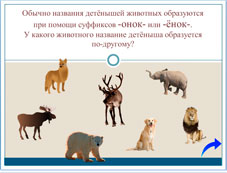 Обычно названия детёнышей животных образуются
при помощи суффиксов -онок- или -ёнок-.
У какого животного название детёныша образуется
по-другому?